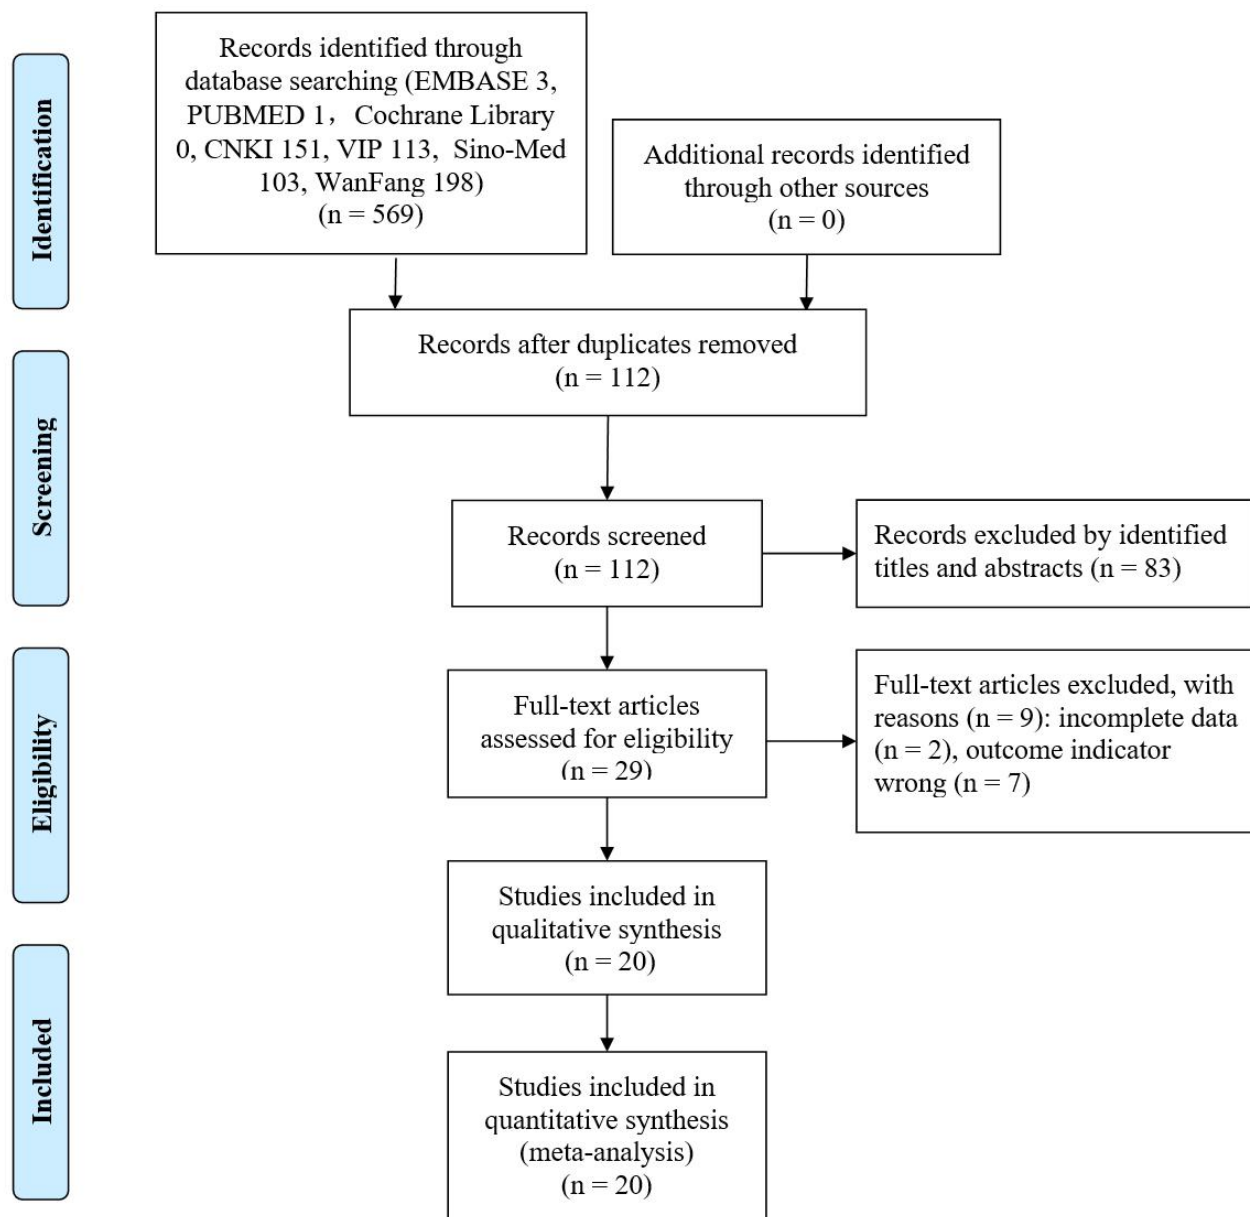 Identification
Records identified through
database searching (EMBASE 3,
PUBMED 1，Cochrane Library
0, CNKI 151, VIP 113, Sino-Med
103, WanFang 198)
(n = 569)
Additional records identified
through other sources
(n = 0)
Records after duplicates removed
(n = 112)
Screening
Records screened
(n = 112)
Records excluded by identified
titles and abstracts (n = 83)
Eligibility
Full-text articles
assessed for eligibility
(n = 29)
Full-text articles excluded, with
reasons (n = 9): incomplete data
(n = 2), outcome indicator
wrong (n = 7)
Studies included in
qualitative synthesis
(n = 20)
Included
Studies included in
quantitative synthesis
(meta-analysis)
(n = 20)